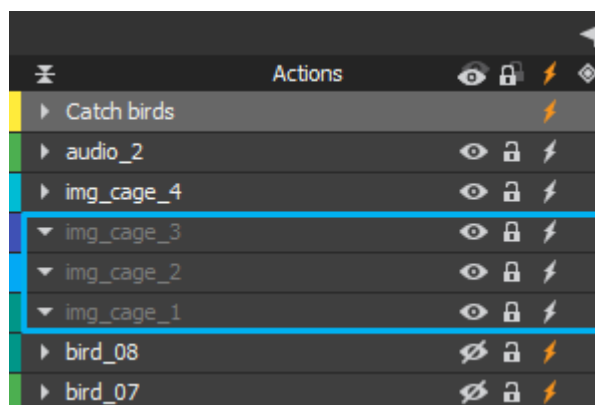 Actions
Catch birds
audio_2
img_cage_4
img_cage_3
img_cage_2
img_cage_1
bird_08
bird_07